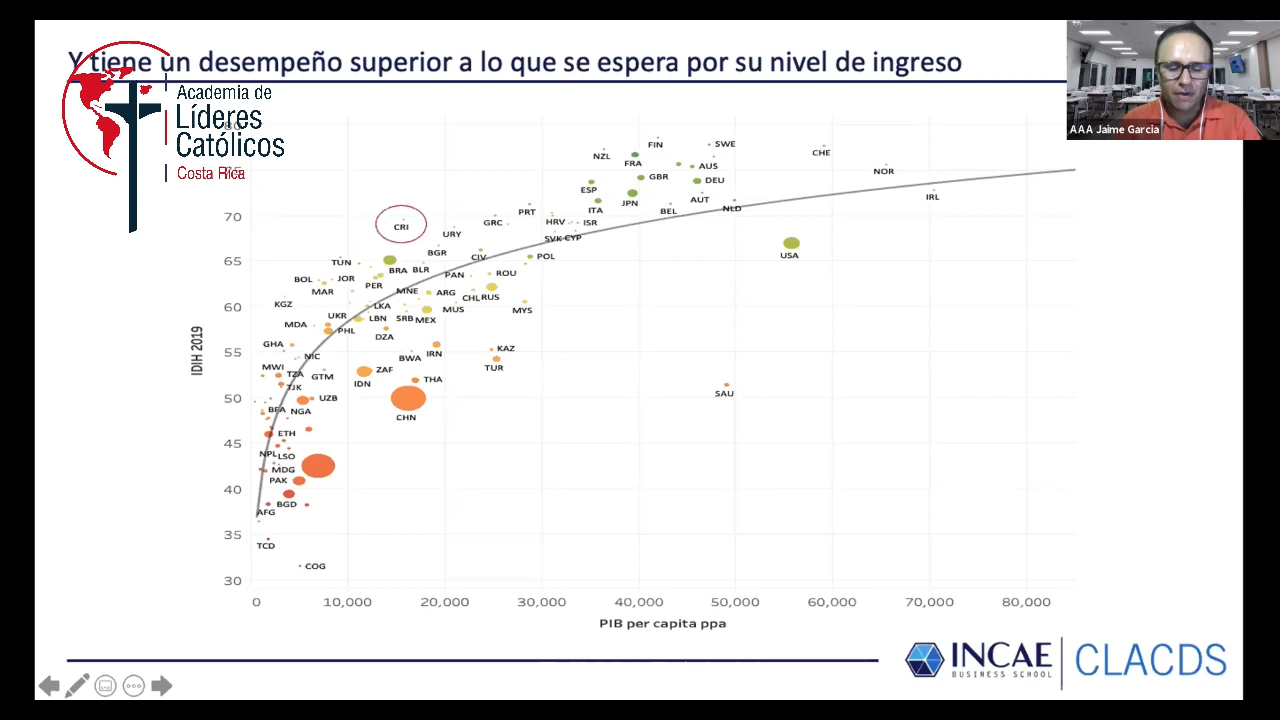 Y tiene un desempeño superior a lo que se espera por su nivel de ingreso
Academia de
Líderes
Católicos
Costa Rica
AAA Jaime Garcia
IDIH 2019
70
65
60
55
50
45
40
35
30
FIN
SWE
CHE
NZL
FRA
AUS
NOR
GBR
DEU
ESP
JPN
AUT
IRL
ITA
BEL
NLD
PRT
CRI
GRC
HRV
ISR
URY
SVK
CYP
BGR
CIV
POL
USA
TUN
BRA
BLR
PAN
ROU
BOL
JOR
PER
MAR
MNE
ARG
CHL
RUS
KGZ
LKA
MUS
MYS
UKR
LBN
SRB
MEX
MDA
PHL
DZA
GHA
NIC
BWA
IRN
KAZ
MWI
TZA
GTM
ZAF
TUR
TJK
IDN
THA
UZB
SAU
BFA
NGA
CHN
ETH
NPL
LSO
MDG
PAK
BGD
AFG
TCD
COG
0
10,000
20,000
30,000
40,000
50,000
60,000
70,000
80,000
PIB per capita ppa
INCAE
BUSINESS SCHOOL
CLACDS